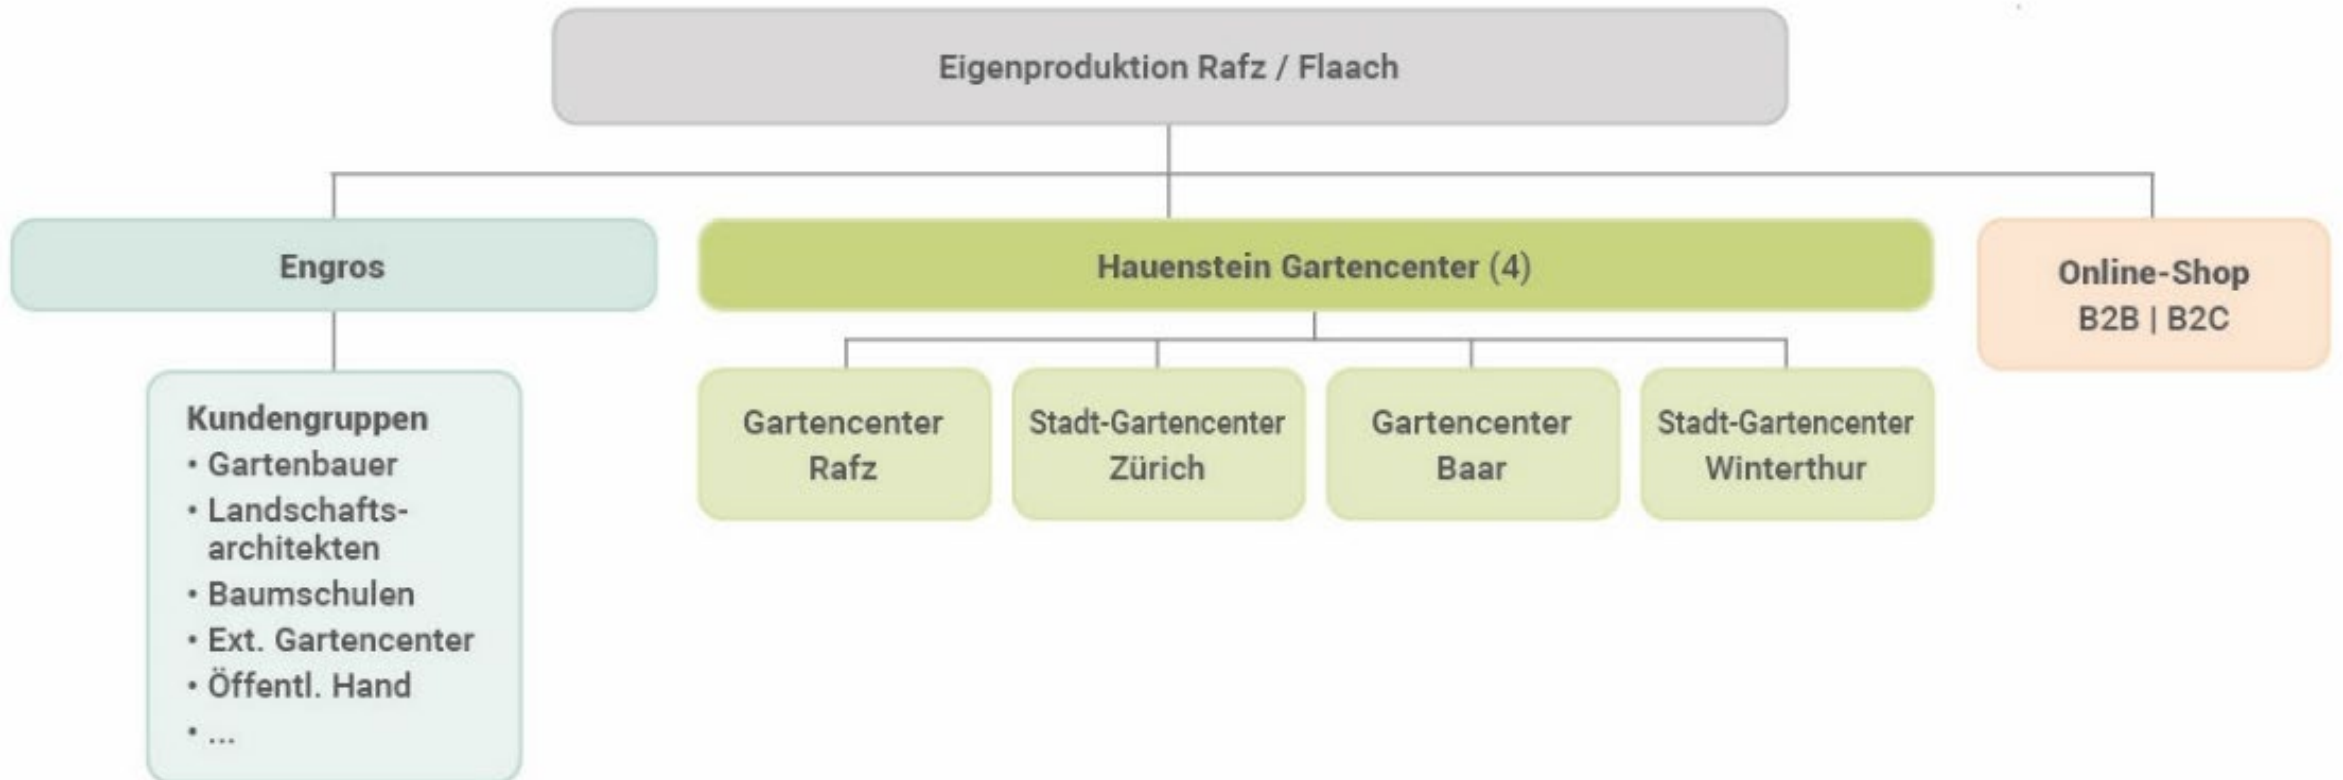 Eigenproduktion Rafz / Flaach
Engros
Kundengruppen
• Gartenbauer
• Landschafts-
architekten
• Baumschulen
• Ext. Gartencenter
• Öffentl. Hand
• ...
Hauenstein Gartencenter (4)
Gartencenter
Rafz
Stadt-Gartencenter
Zürich
Gartencenter
Baar
Stadt-Gartencenter
Winterthur
Online-Shop
B2B | B2C